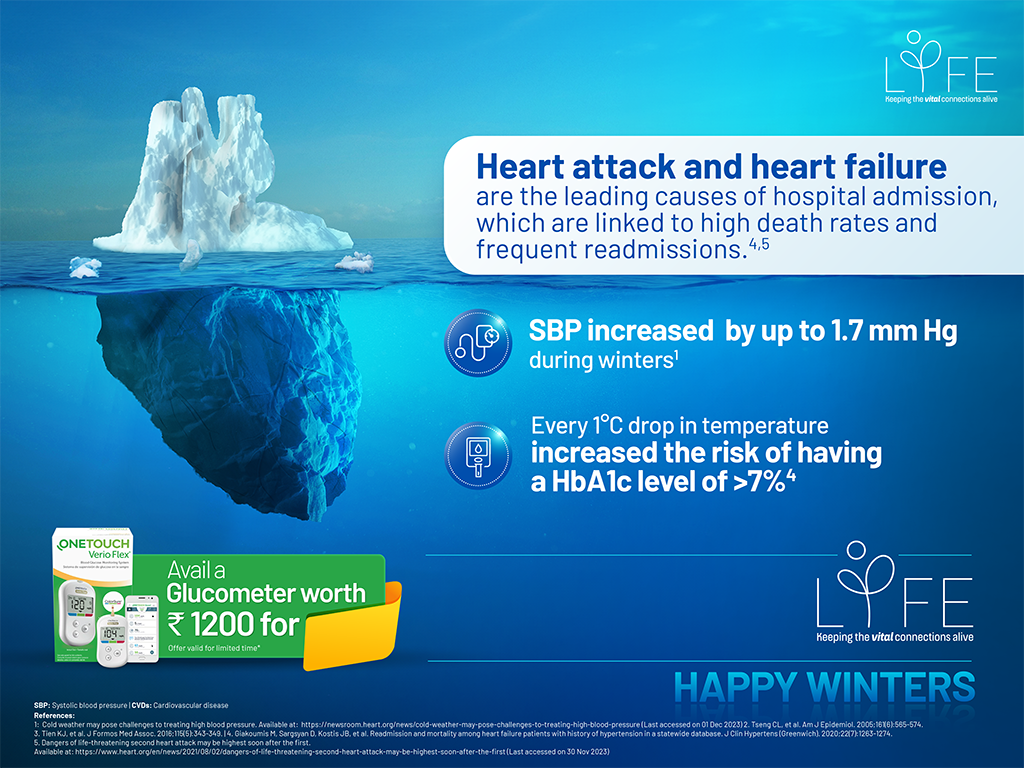 LYFE
Keeping the vital connections alive
Heart attack and heart failure
are the leading causes of hospital admission,
which are linked to high death rates and
frequent readmissions.4,5
SBP increased by up to 1.7 mm Hg
during winters1
Every 1°C drop in temperature
increased the risk of having
a HbA1c level of >7%4
ONETOUCH
Verio Flex
Blood Glucose Monitoring System
120
104
Avail a
Glucometer worth
₹ 1200 for
Offer valid for limited time*
LYFE
Keeping the vital connections alive
HAPPY WINTERS
SBP: Systolic blood pressure | CVDs: Cardiovascular disease
References:
1: Cold weather may pose challenges to treating high blood pressure. Available at: https://newsroom.heart.org/news/cold-weather-may-pose-challenges-to-treating-high-blood-pressure (Last accessed on 01 Dec 2023) 2. Tseng CL, et al. Am J Epidemiol. 2005;161(6):565-574.
3. Tien KJ, et al. J Formos Med Assoc. 2016;115(5):343-349. | 4. Giakoumis M, Sargsyan D, Kostis JB, et al. Readmission and mortality among heart failure patients with history of hypertension in a statewide database. J Clin Hypertens (Greenwich). 2020;22(7):1263-1274.
5. Dangers of life-threatening second heart attack may be highest soon after the first.
Available at: https://www.heart.org/en/news/2021/08/02/dangers-of-life-threatening-second-heart-attack-may-be-highest-soon-after-the-first (Last accessed on 30 Nov 2023)